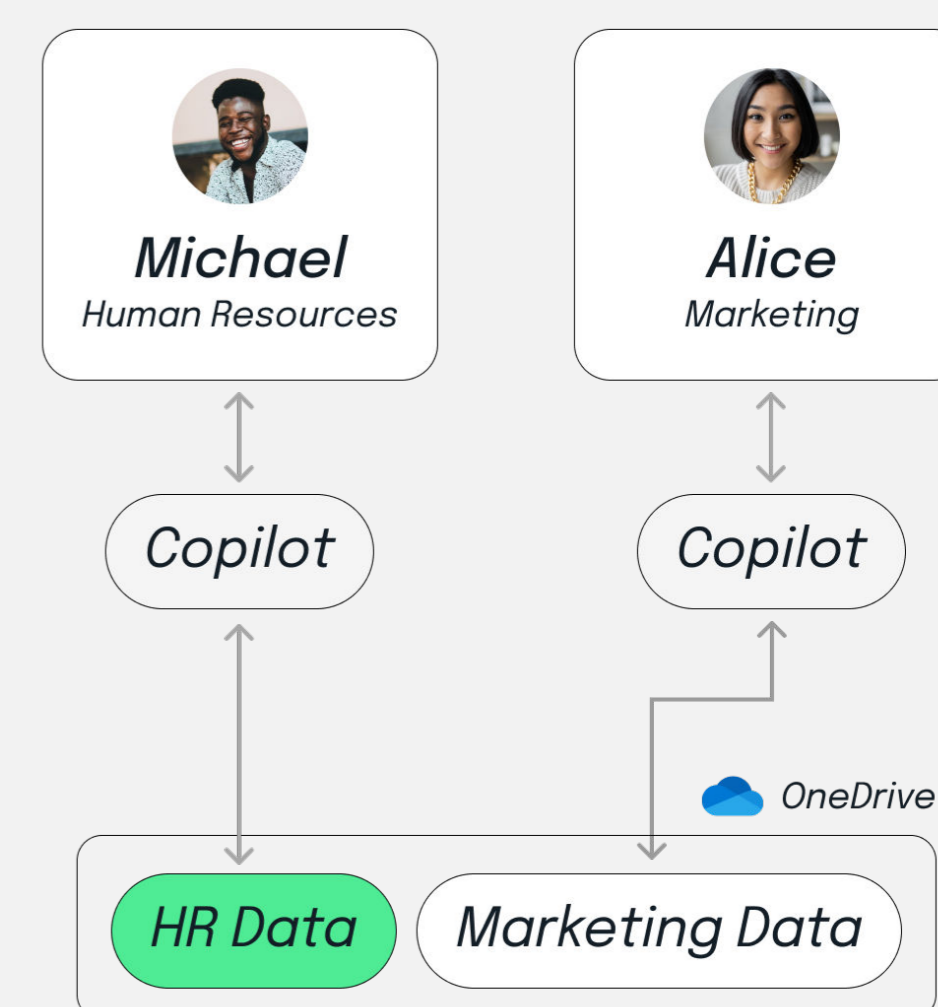 Michael
Human Resources
Alice
Marketing
Copilot
Copilot
OneDrive
HR Data
Marketing Data